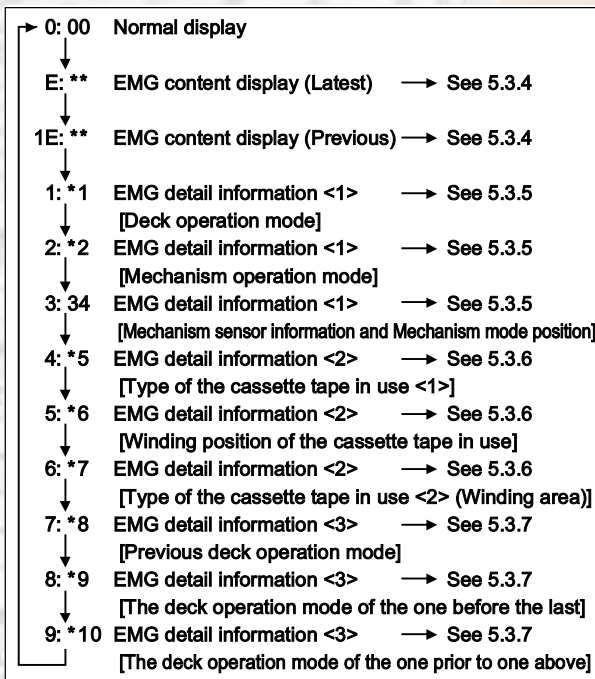 0: 00 Normal display
E: ** EMG content display (Latest) → See 5.3.4
1E: ** EMG content display (Previous) → See 5.3.4
1: *1 EMG detail information <1> → See 5.3.5
[Deck operation mode]
2: *2 EMG detail information <1> → See 5.3.5
[Mechanism operation mode]
3: 34 EMG detail information <1> → See 5.3.5
[Mechanism sensor information and Mechanism mode position]
4: *5 EMG detail information <2> → See 5.3.6
[Type of the cassette tape in use <1>]
5: *6 EMG detail information <2> → See 5.3.6
[Winding position of the cassette tape in use]
6: *7 EMG detail information <2> → See 5.3.6
[Type of the cassette tape in use <2> (Winding area)]
7: *8 EMG detail information <3> → See 5.3.7
[Previous deck operation mode]
8: *9 EMG detail information <3> → See 5.3.7
[The deck operation mode of the one before the last]
9: *10 EMG detail information <3> → See 5.3.7
[The deck operation mode of the one prior to one above]